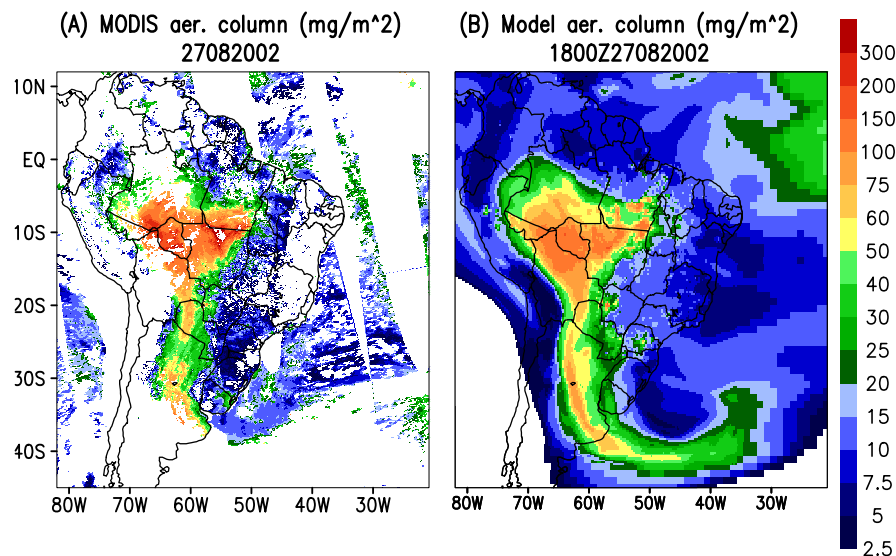 (A) MODIS aer. column (mg/m^2)
27082002
(B) Model aer. column (mg/m^2)
1800Z27082002
10N
EQ
10S
20S
30S
40S
80W 70W 60W 50W 40W 30W
80W 70W 60W 50W 40W 30W
300
200
150
100
75
60
50
40
30
20
15
10
7.5
5
2.5